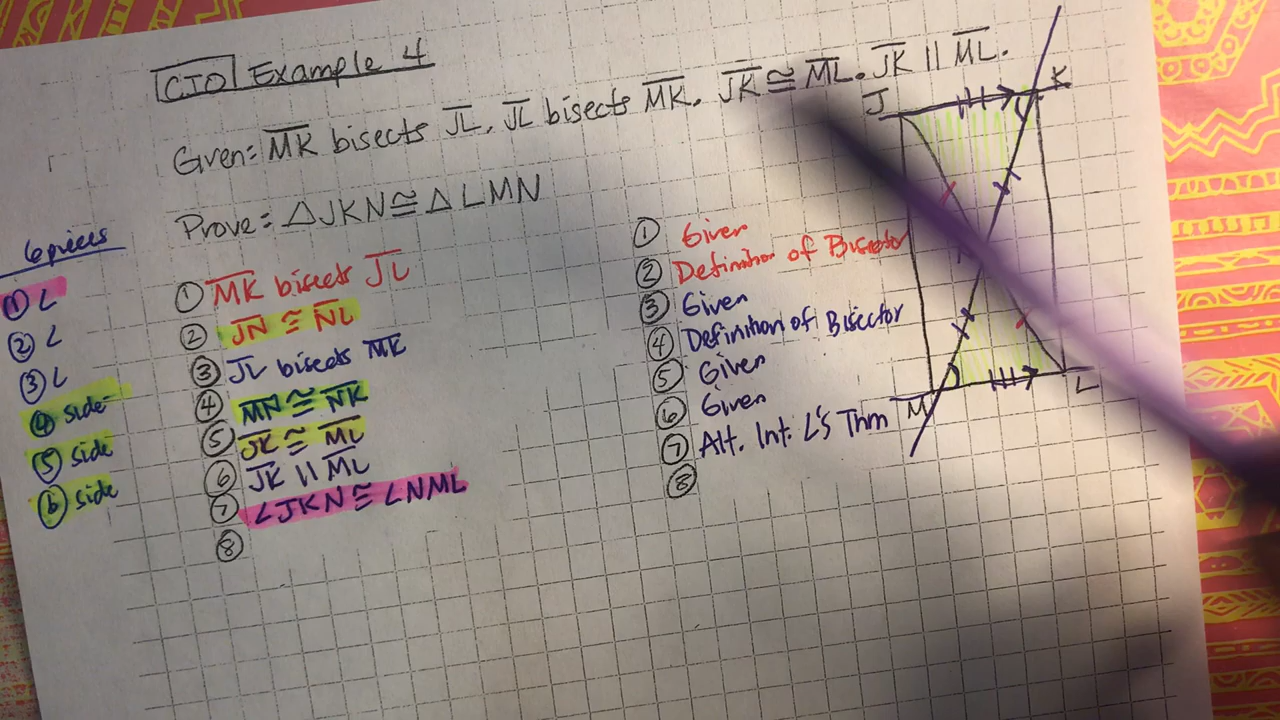 CIO Example 4
Given: MK bisects JL, JL bisects MK. JK ≅ ML. JK || ML.
Prove: △JKN ≅ △LMN
6 pieces
① ∠
② ∠
③ ∠
④ side
⑤ side
⑥ side
① MK bisects JL
② JN ≅ NL
③ JL bisects MK
④ MN ≅ NK
⑤ JK ≅ ML
⑥ JK || ML
⑦ ∠JKN ≅ ∠NML
⑧
① Given
② Definition of Bisector
③ Given
④ Definition of Bisector
⑤ Given
⑥ Given
⑦ Alt. Int. ∠'s Thm
⑧
J
K
M
L